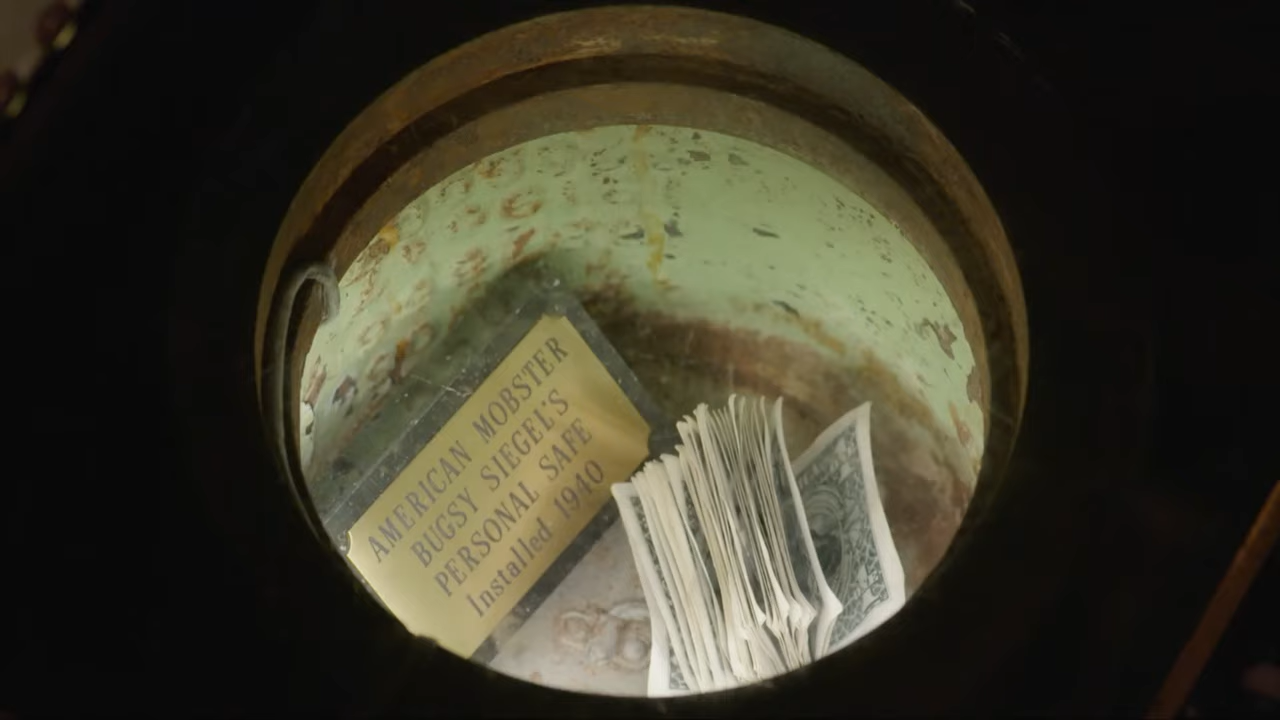 AMERICAN MOBSTER
BUGSY SIEGEL'S
PERSONAL SAFE
Installed 1940